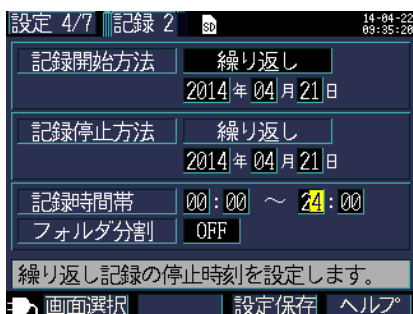 設定 4/7 記録 2 SD 14-04-22
09:35:20
記録開始方法 繰り返し
2014年04月21日
記録停止方法 繰り返し
2014年04月21日
記録時間帯 00:00 ～ 24:00
フォルダ分割 OFF
繰り返し記録の停止時刻を設定します。
画面選択 設定保存 ヘルプ